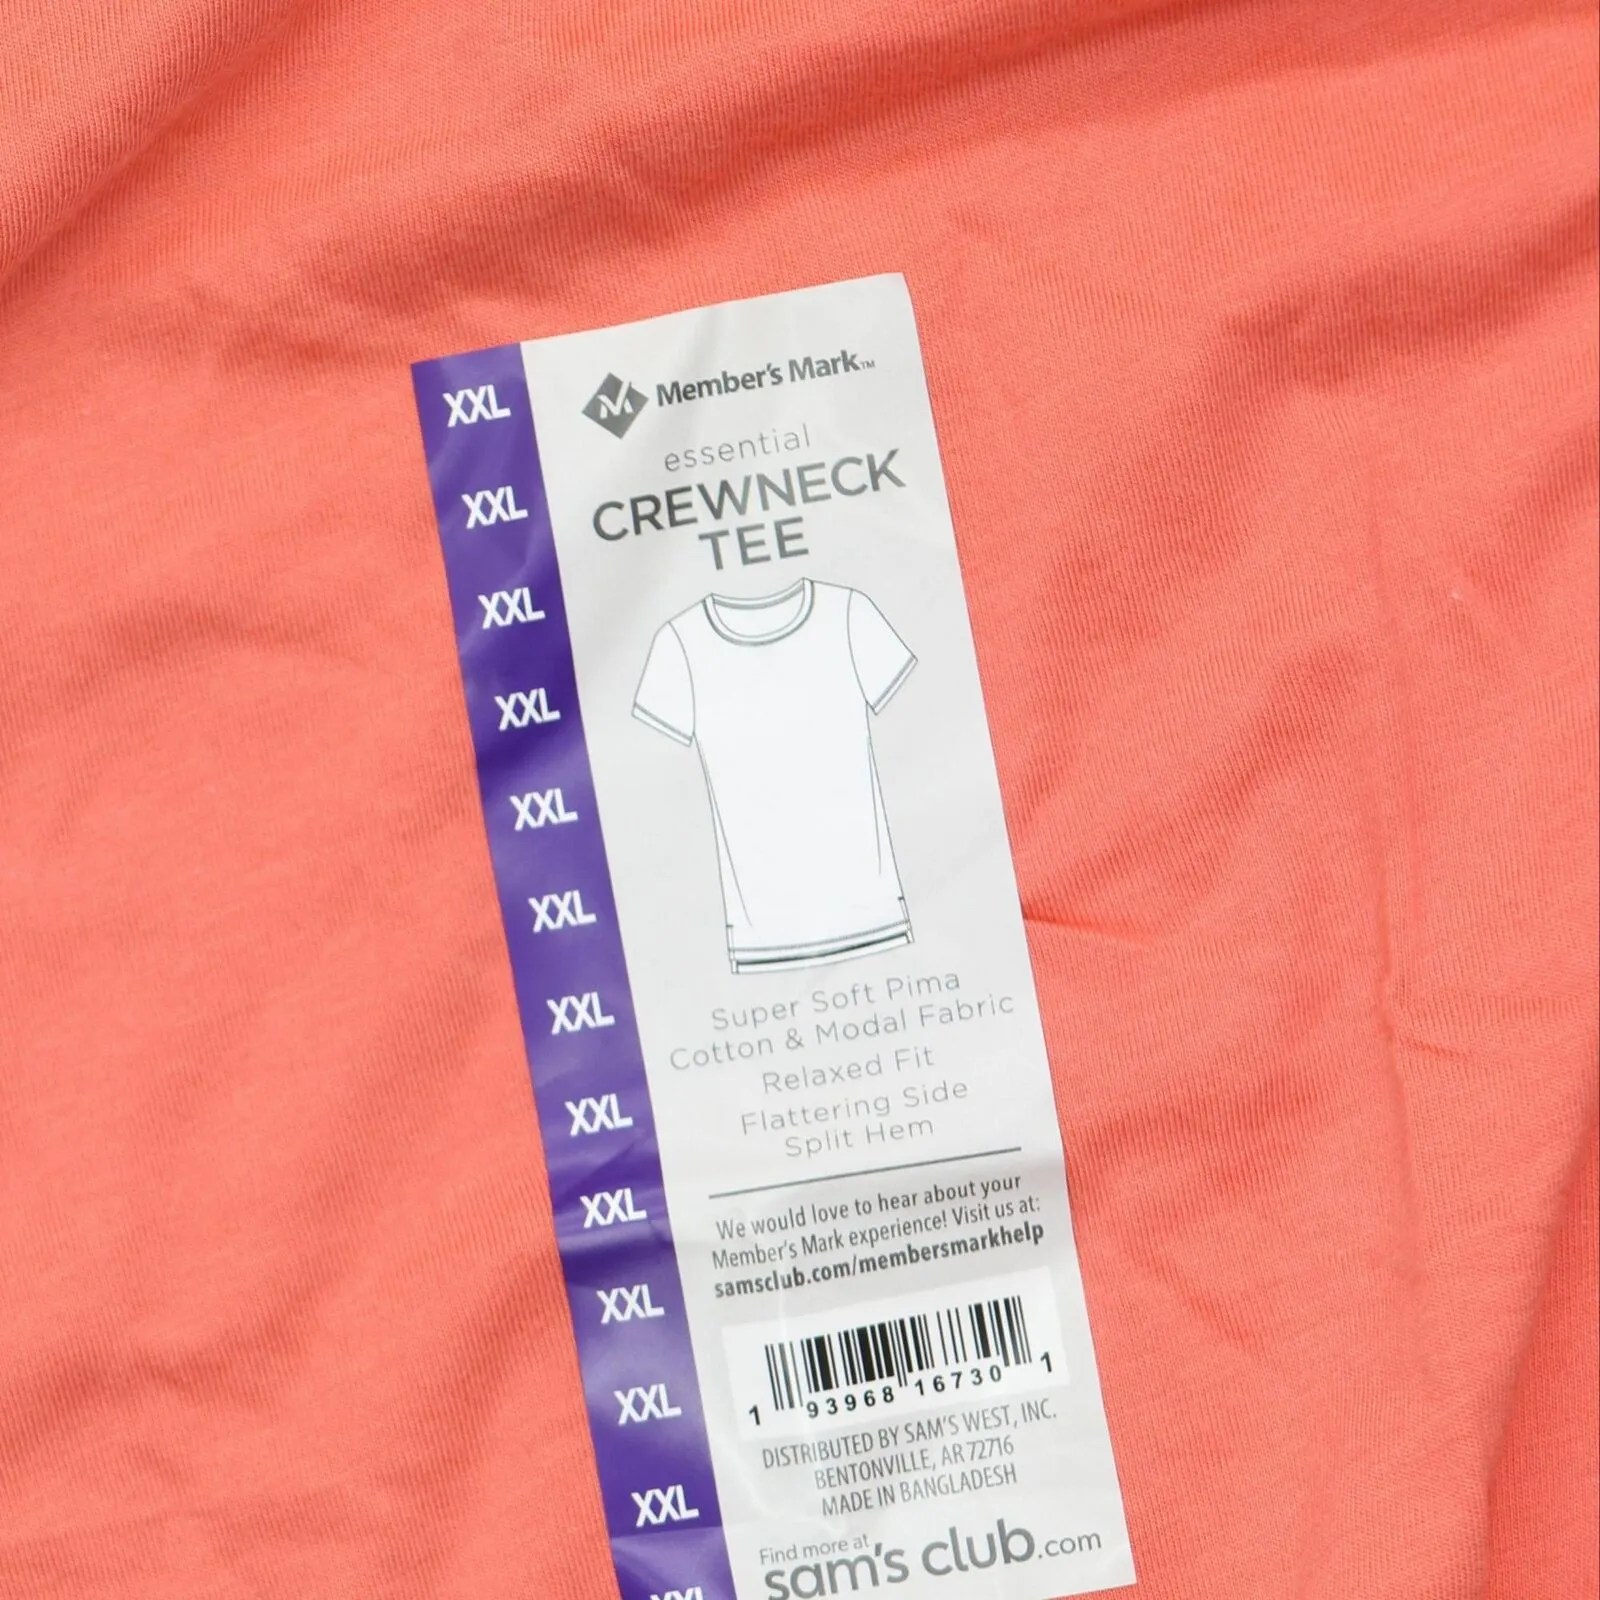 XXL
XXL
XXL
XXL
XXL
XXL
XXL
XXL
XXL
XXL
XXL
XXL
XXL
Member's Mark™
essential
CREWNECK
TEE
Super Soft Pima
Cotton & Modal Fabric
Relaxed Fit
Flattering Side
Split Hem
We would love to hear about your
Member's Mark experience! Visit us at:
samsclub.com/membersmarkhelp
1 93968 16730 1
DISTRIBUTED BY SAM'S WEST, INC.
BENTONVILLE, AR 72716
MADE IN BANGLADESH
Find more at
sam's club.com